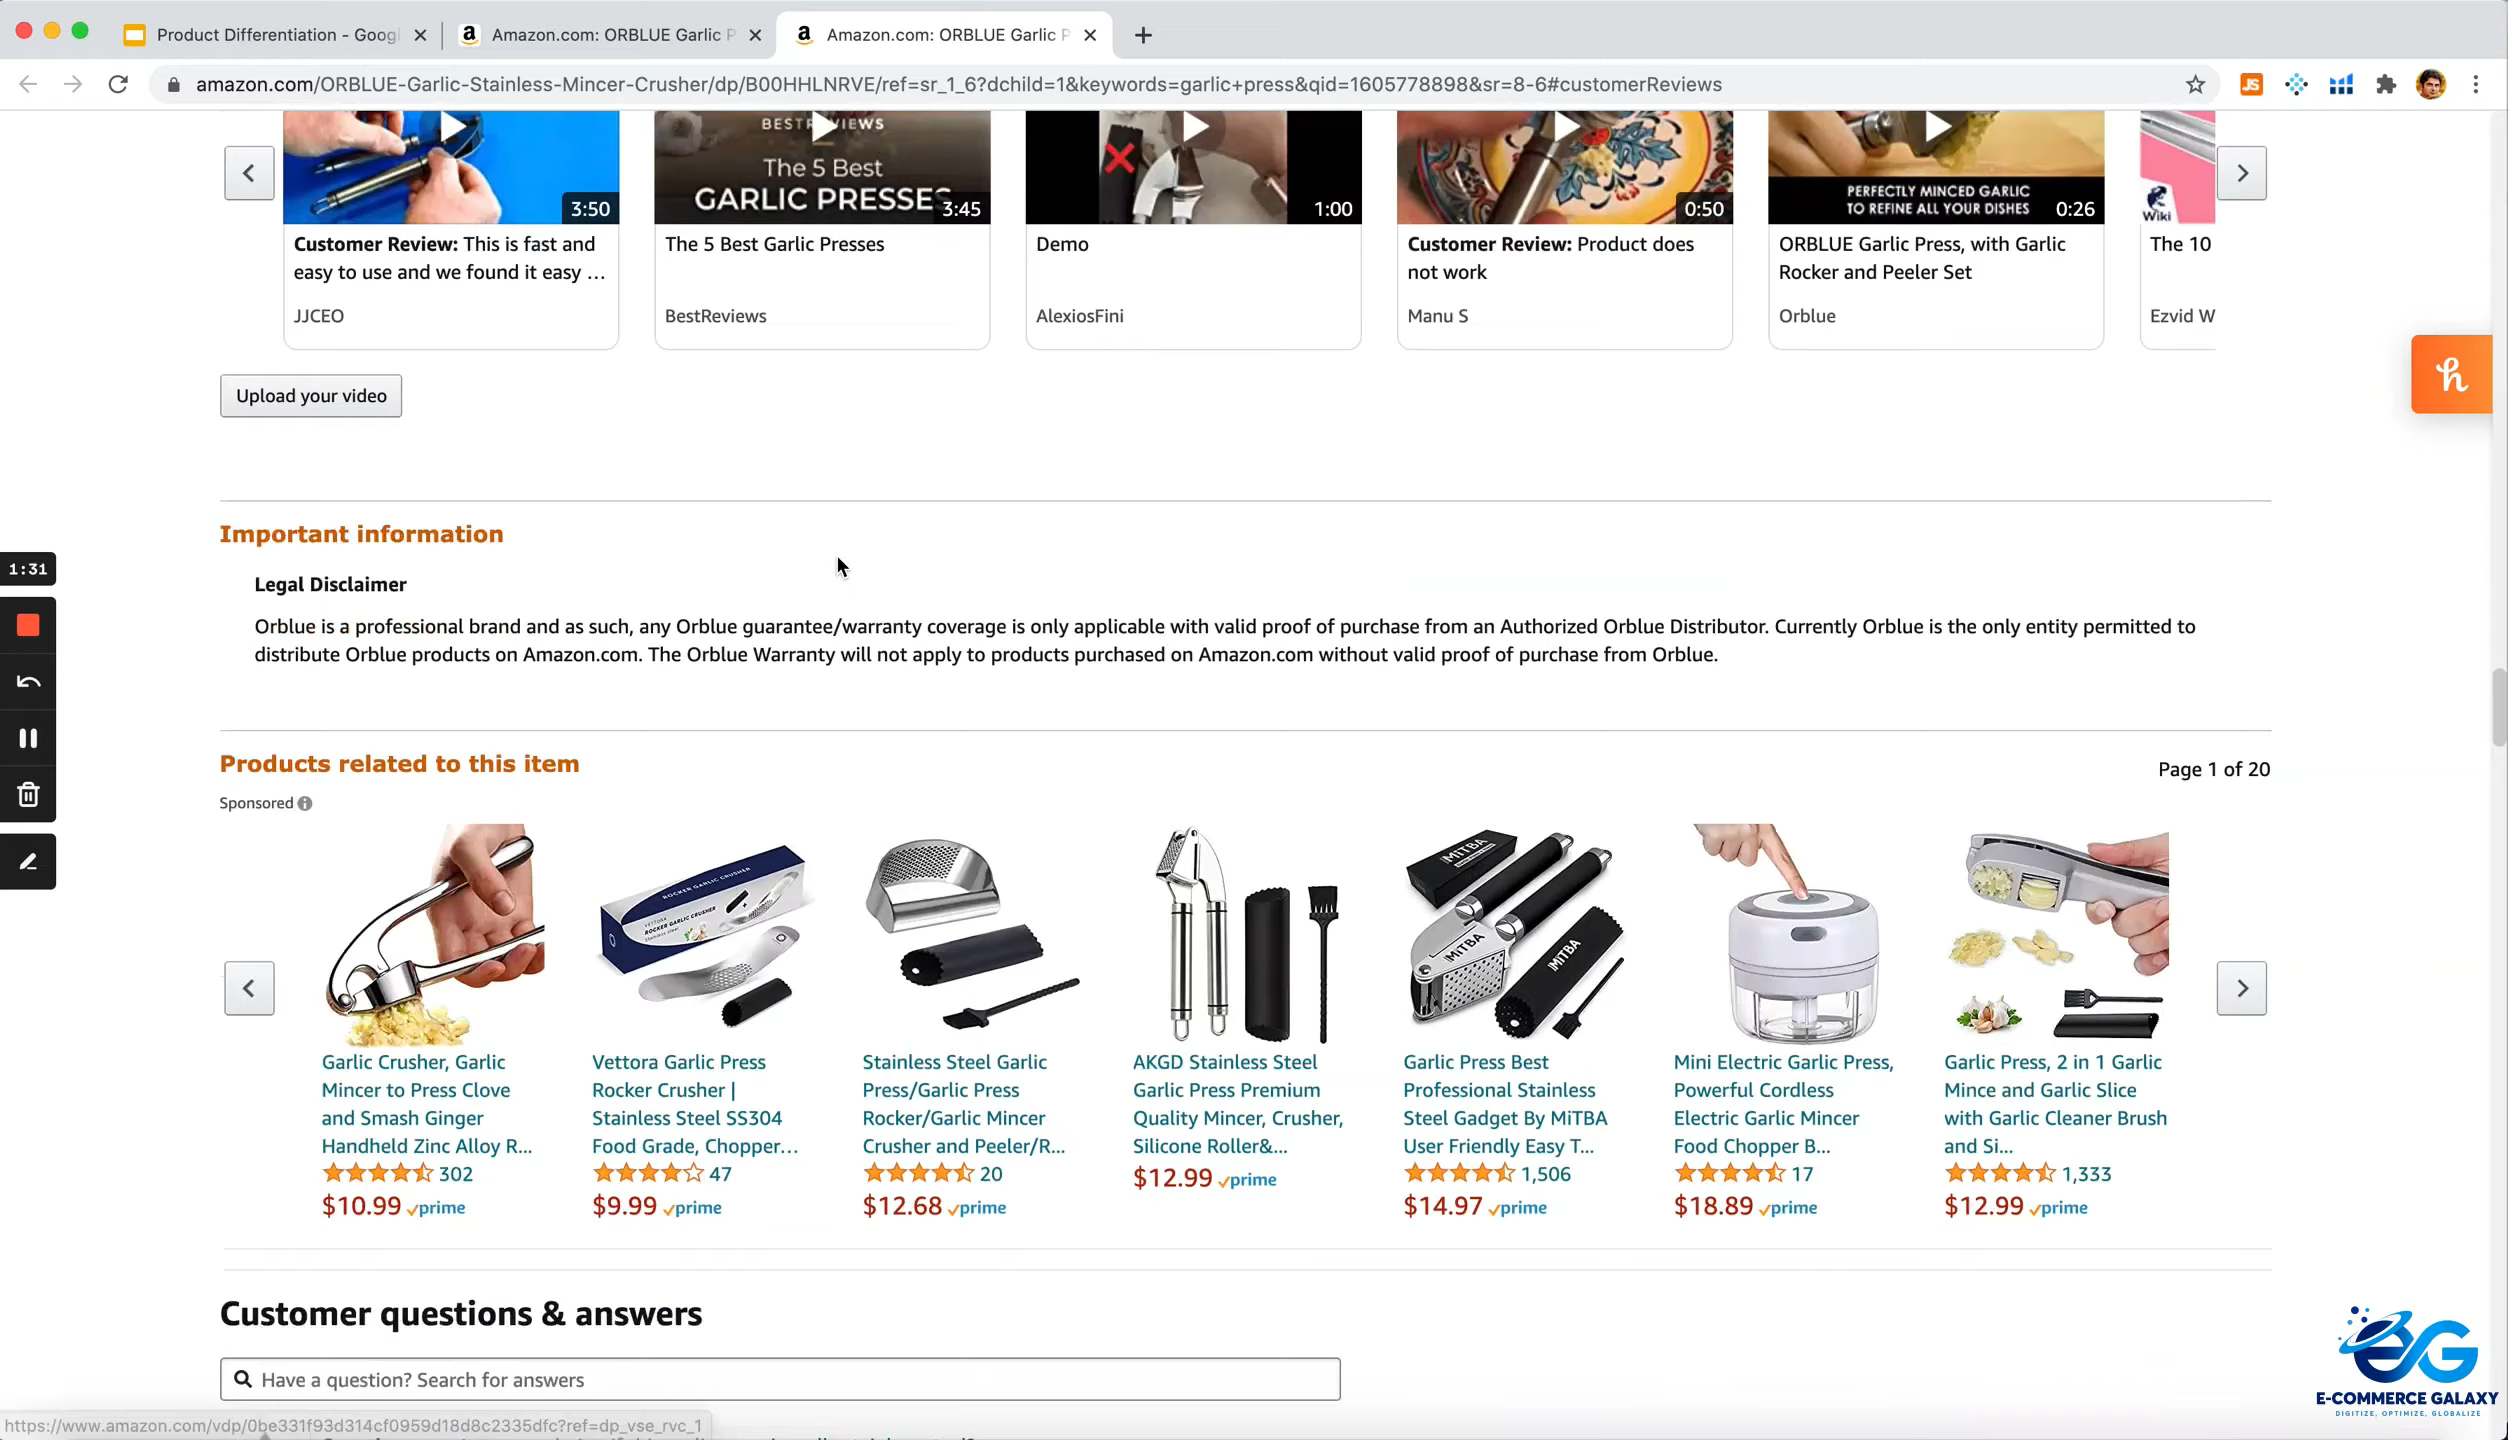 Product Differentiation - Goog
Amazon.com: ORBLUE Garlic P
Amazon.com: ORBLUE Garlic P
amazon.com/ORBLUE-Garlic-Stainless-Mincer-Crusher/dp/B00HHLNRVE/ref=sr_1_6?dchild=1&keywords=garlic+press&qid=1605778898&sr=8-6#customerReviews
JS
3:50
BESTREVIEWS
The 5 Best
GARLIC PRESSES
3:45
1:00
0:50
PERFECTLY MINCED GARLIC
TO REFINE ALL YOUR DISHES
0:26
Wiki
Customer Review: This is fast and
easy to use and we found it easy ...
JJCEO
The 5 Best Garlic Presses
BestReviews
Demo
AlexiosFini
Customer Review: Product does
not work
Manu S
ORBLUE Garlic Press, with Garlic
Rocker and Peeler Set
Orblue
The 10
Ezvid W
h
Upload your video
1:31
Important information
Legal Disclaimer
Orblue is a professional brand and as such, any Orblue guarantee/warranty coverage is only applicable with valid proof of purchase from an Authorized Orblue Distributor. Currently Orblue is the only entity permitted to
distribute Orblue products on Amazon.com. The Orblue Warranty will not apply to products purchased on Amazon.com without valid proof of purchase from Orblue.
Products related to this item
Page 1 of 20
Sponsored
ROCKER GARLIC CRUSHER
VETTORA
ROCKER GARLIC CRUSHER
MiTBA
MiTBA
MiTBA
Garlic Crusher, Garlic
Mincer to Press Clove
and Smash Ginger
Handheld Zinc Alloy R...
302
$10.99 prime
Vettora Garlic Press
Rocker Crusher |
Stainless Steel SS304
Food Grade, Chopper...
47
$9.99 prime
Stainless Steel Garlic
Press/Garlic Press
Rocker/Garlic Mincer
Crusher and Peeler/R...
20
$12.68 prime
AKGD Stainless Steel
Garlic Press Premium
Quality Mincer, Crusher,
Silicone Roller&...
$12.99 prime
Garlic Press Best
Professional Stainless
Steel Gadget By MiTBA
User Friendly Easy T...
1,506
$14.97 prime
Mini Electric Garlic Press,
Powerful Cordless
Electric Garlic Mincer
Food Chopper B...
17
$18.89 prime
Garlic Press, 2 in 1 Garlic
Mince and Garlic Slice
with Garlic Cleaner Brush
and Si...
1,333
$12.99 prime
Customer questions & answers
Have a question? Search for answers
https://www.amazon.com/vdp/0be331f93d314cf0959d18d8c2335dfc?ref=dp_vse_rvc_1
eG
E-COMMERCE GALAXY
DIGITIZE, OPTIMIZE, GLOBALIZE